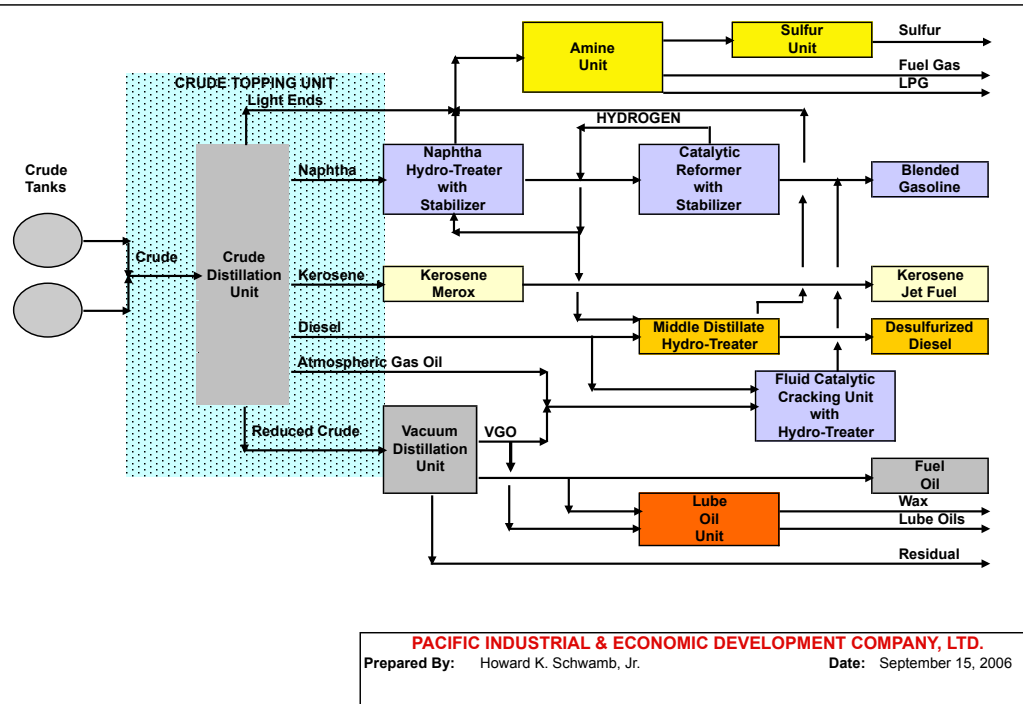 Amine
Unit
Sulfur
Unit
Sulfur
Fuel Gas
LPG
CRUDE TOPPING UNIT
Light Ends
HYDROGEN
Crude
Tanks
Naphtha
Naphtha
Hydro-Treater
with
Stabilizer
Catalytic
Reformer
with
Stabilizer
Blended
Gasoline
Crude
Crude
Distillation
Unit
Kerosene
Kerosene
Merox
Kerosene
Jet Fuel
Diesel
Middle Distillate
Hydro-Treater
Desulfurized
Diesel
Atmospheric Gas Oil
Fluid Catalytic
Cracking Unit
with
Hydro-Treater
Reduced Crude
Vacuum
Distillation
Unit
VGO
Fuel
Oil
Lube
Oil
Unit
Wax
Lube Oils
Residual
PACIFIC INDUSTRIAL & ECONOMIC DEVELOPMENT COMPANY, LTD.
Prepared By: Howard K. Schwamb, Jr. Date: September 15, 2006